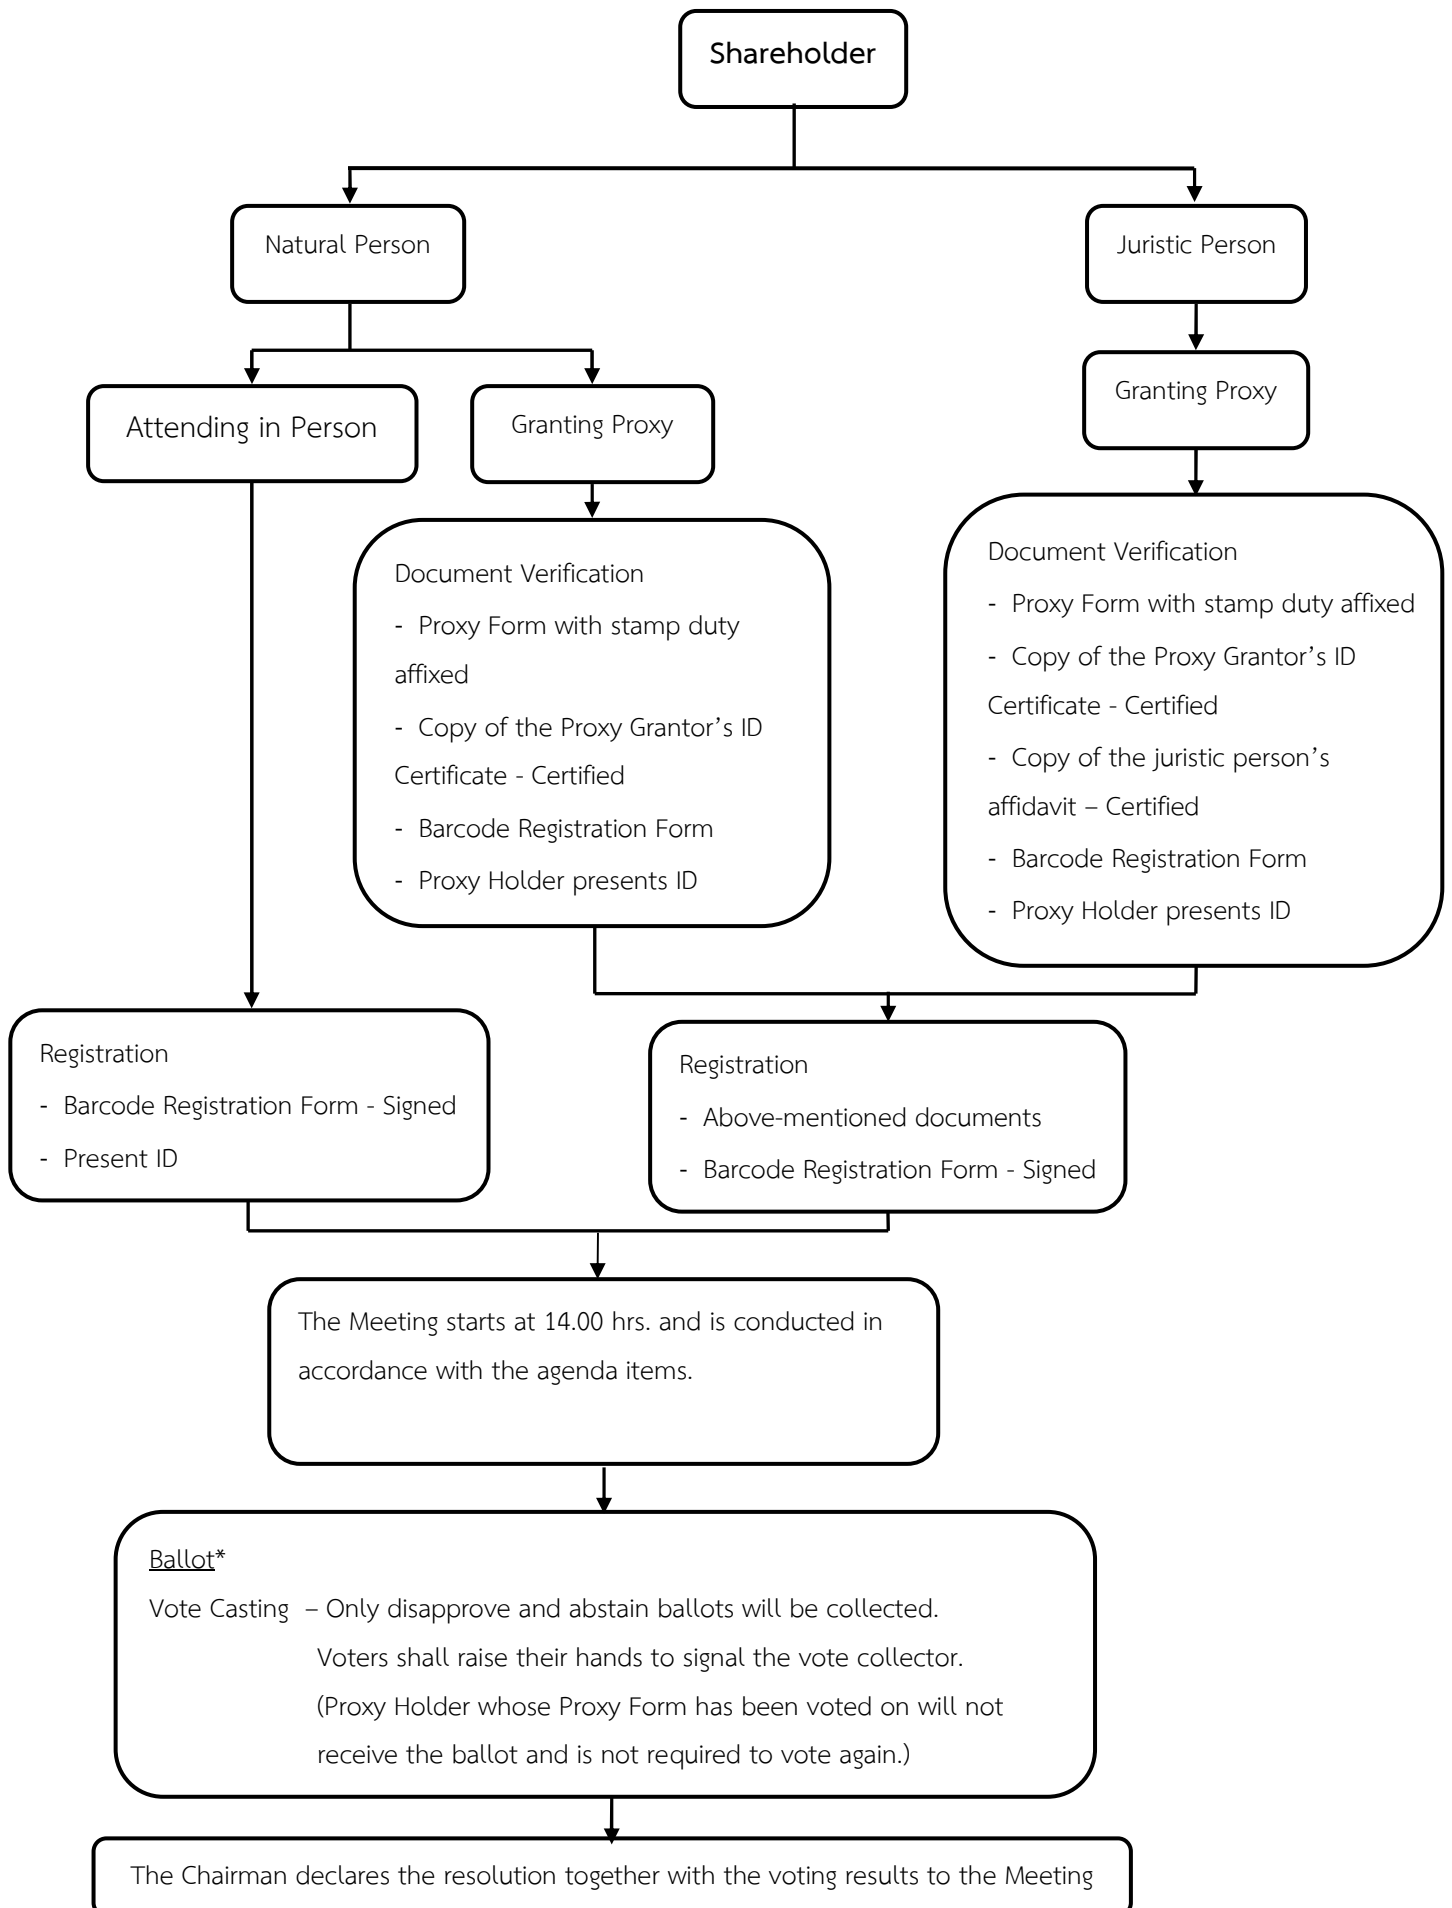 Shareholder
Natural Person
Juristic Person
Attending in Person
Granting Proxy
Granting Proxy
Document Verification
- Proxy Form with stamp duty
affixed
- Copy of the Proxy Grantor’s ID
Certificate - Certified
- Barcode Registration Form
- Proxy Holder presents ID
Document Verification
- Proxy Form with stamp duty affixed
- Copy of the Proxy Grantor’s ID
Certificate - Certified
- Copy of the juristic person’s
affidavit – Certified
- Barcode Registration Form
- Proxy Holder presents ID
Registration
- Barcode Registration Form - Signed
- Present ID
Registration
- Above-mentioned documents
- Barcode Registration Form - Signed
The Meeting starts at 14.00 hrs. and is conducted in
accordance with the agenda items.
Ballot*
Vote Casting – Only disapprove and abstain ballots will be collected.
Voters shall raise their hands to signal the vote collector.
(Proxy Holder whose Proxy Form has been voted on will not
receive the ballot and is not required to vote again.)
The Chairman declares the resolution together with the voting results to the Meeting